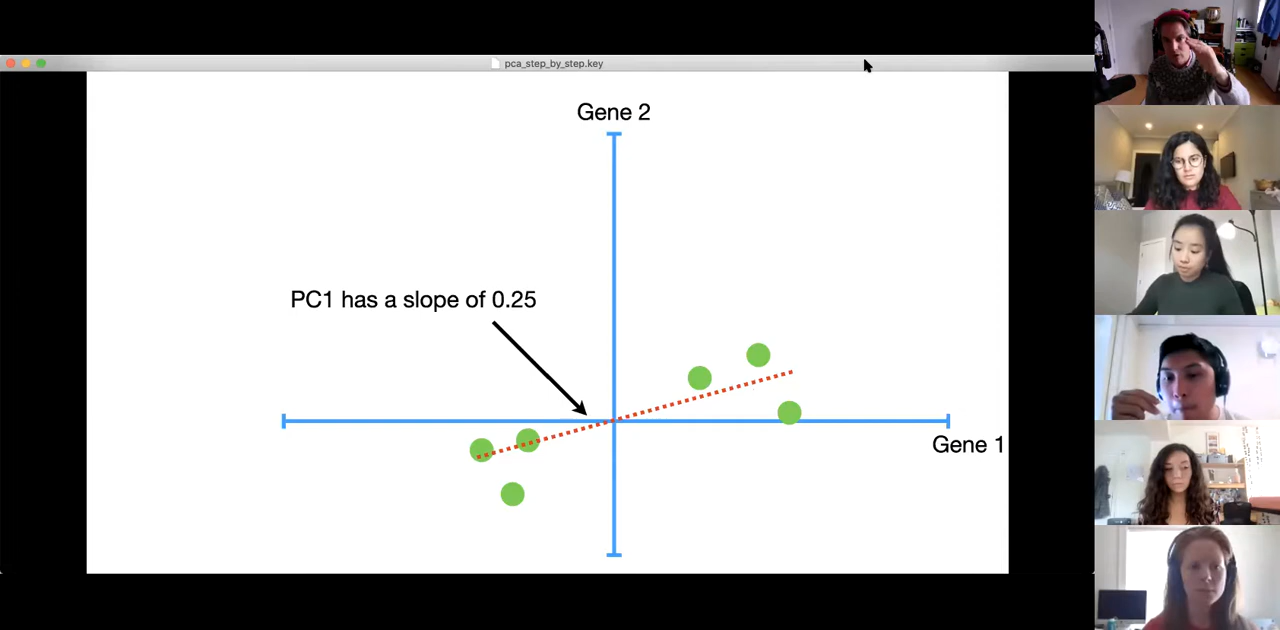 pca_step_by_step.key
Gene 2
PC1 has a slope of 0.25
Gene 1